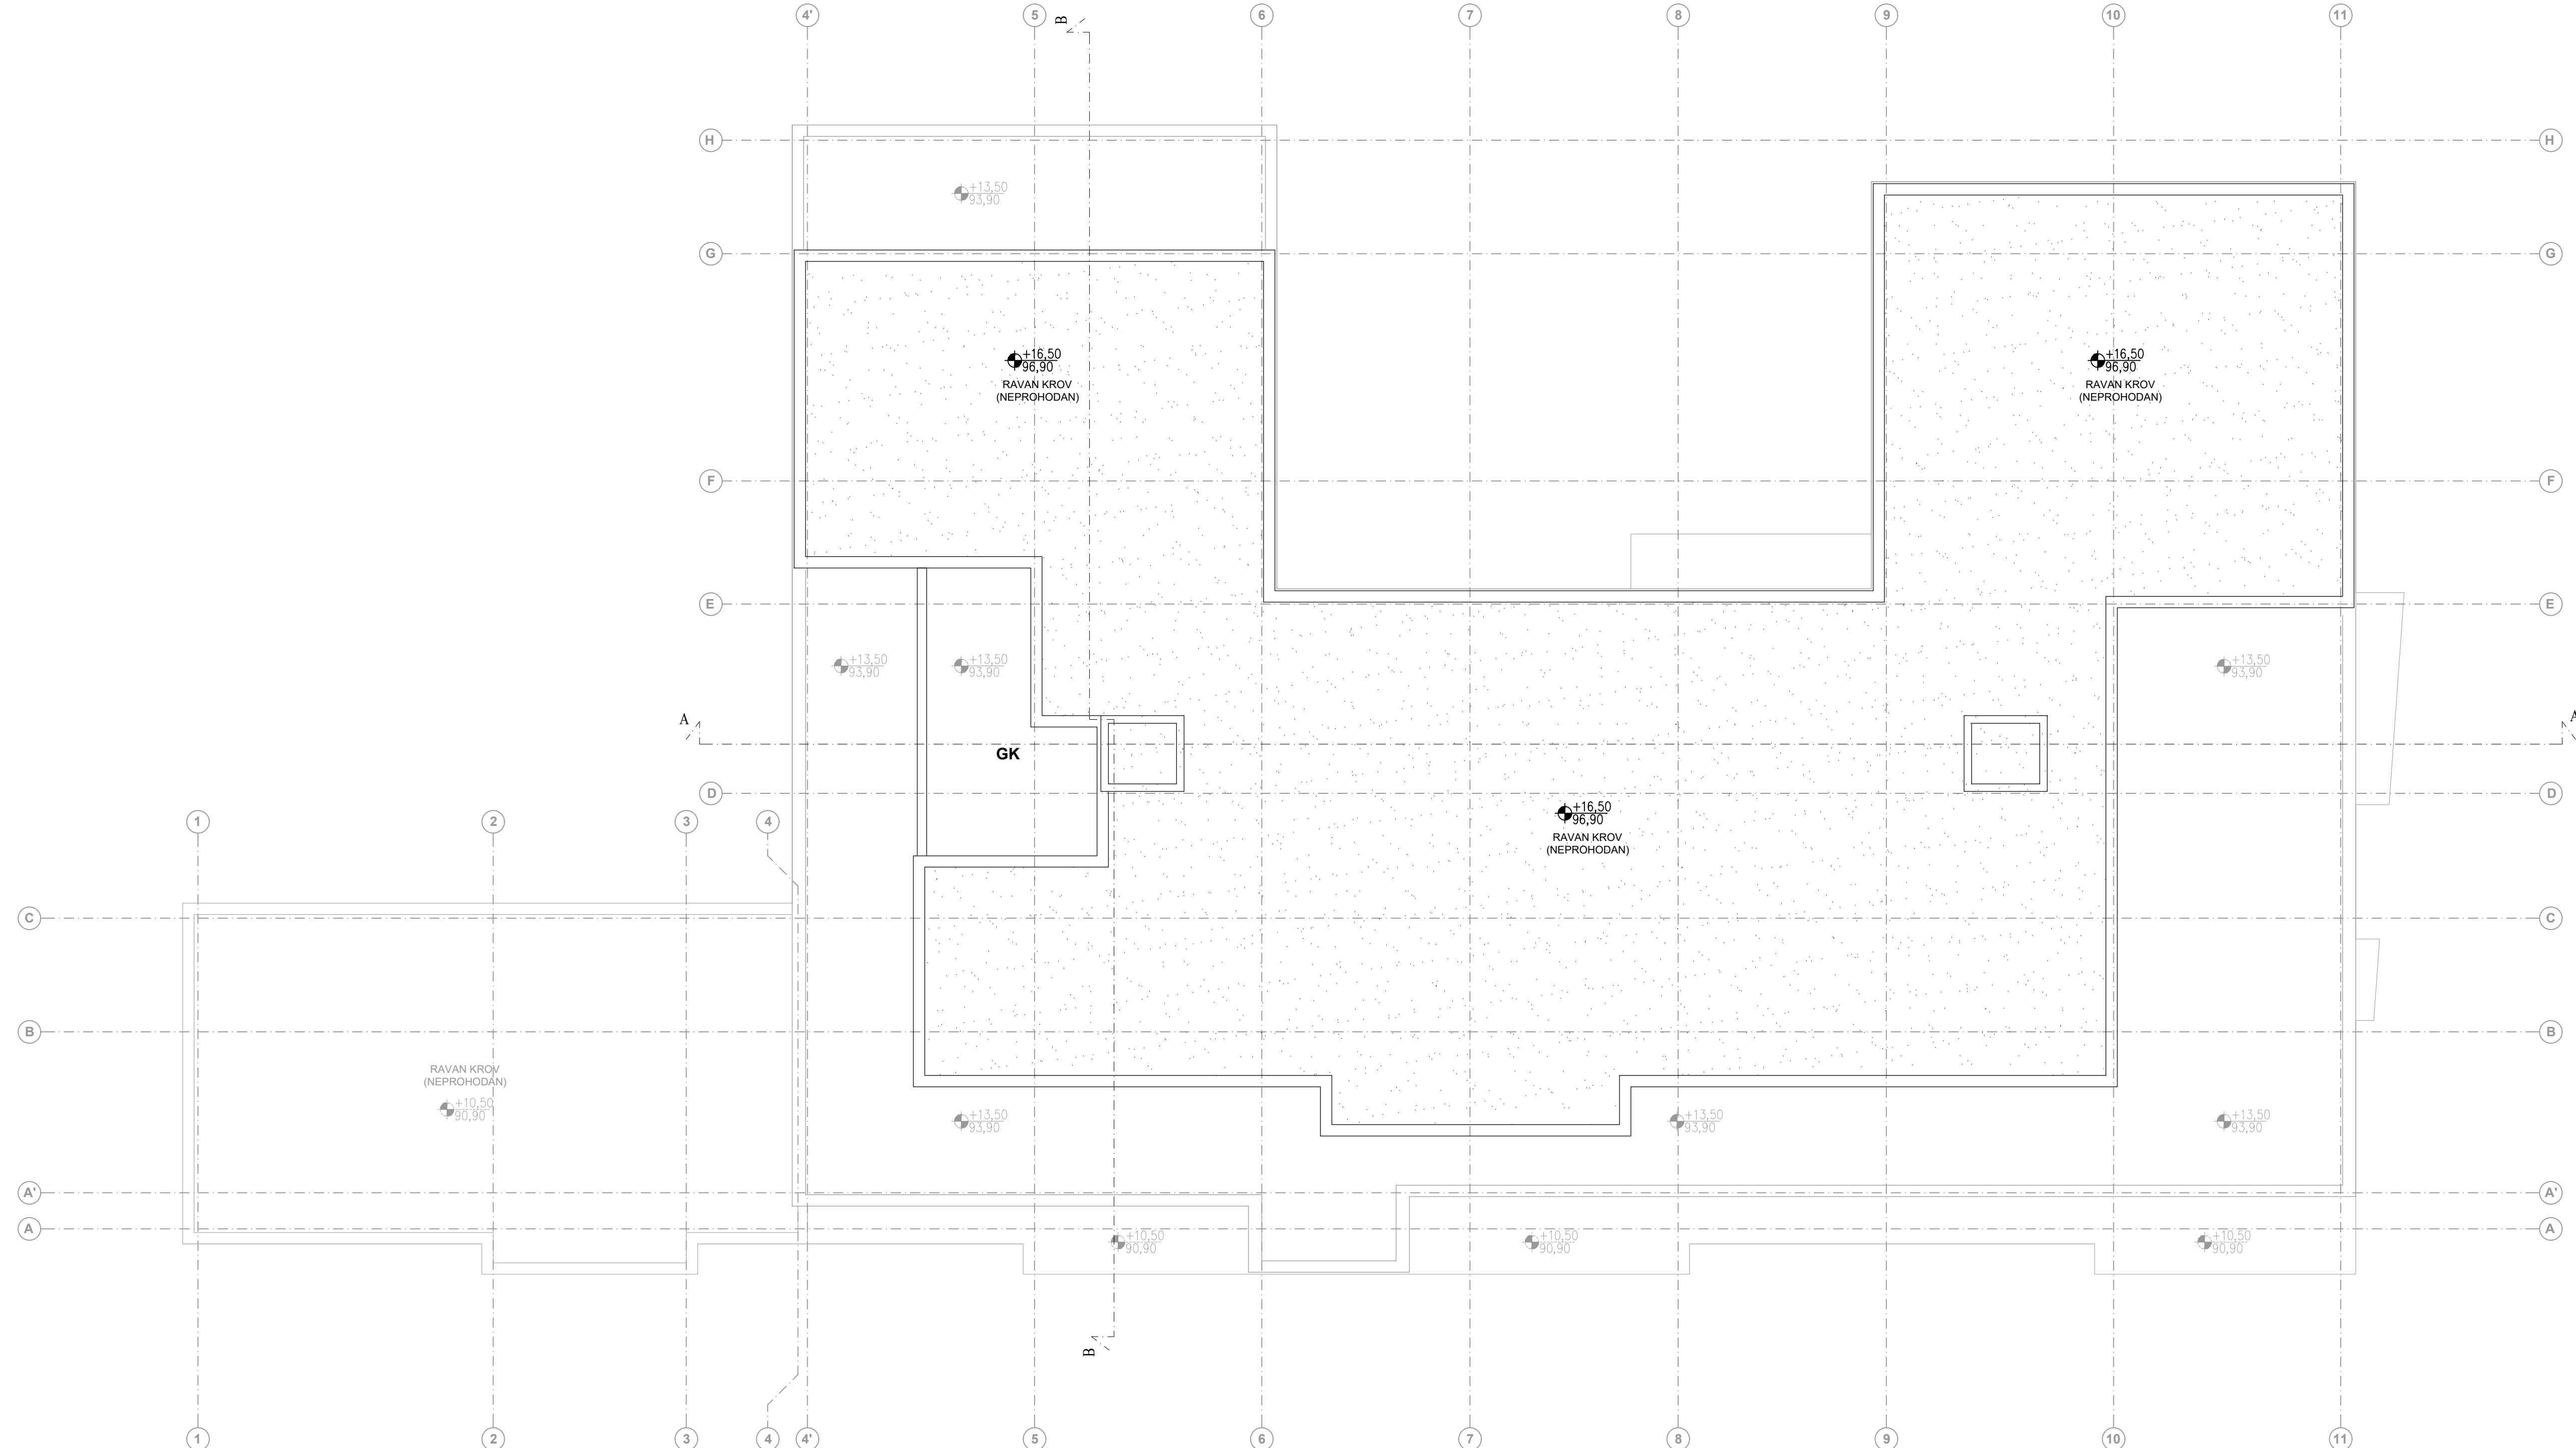 4' 5 6 7 8 9 10 11
B
H H
+13,50
93,90
G G
+16,50
96,90
RAVAN KROV
(NEPROHODAN)
+16,50
96,90
RAVAN KROV
(NEPROHODAN)
F F
E E
+13,50
93,90
+13,50
93,90
+13,50
93,90
A A
GK
D D
+16,50
96,90
RAVAN KROV
(NEPROHODAN)
1 2 3 4
C C
B B
RAVAN KROV
(NEPROHODAN)
+10,50
90,90
+13,50
93,90
+13,50
93,90
+13,50
93,90
A' A'
A A
+10,50
90,90
+10,50
90,90
+10,50
90,90
B
1 2 3 4 4' 5 6 7 8 9 10 11